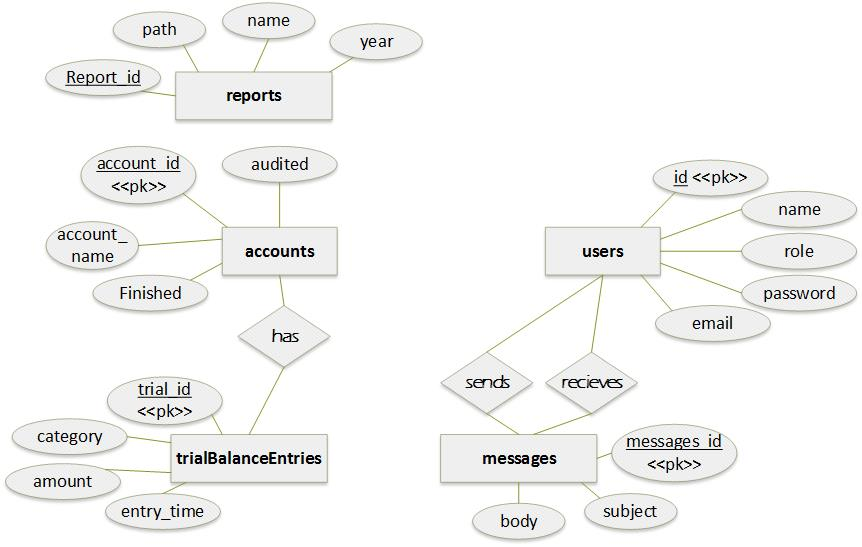 path
name
year
Report_id
reports
account_id
<<pk>>
audited
account_
name
accounts
Finished
has
trial_id
<<pk>>
category
trialBalanceEntries
amount
entry_time
id <<pk>>
name
users
role
password
email
sends
recieves
messages_id
<<pk>>
messages
body
subject